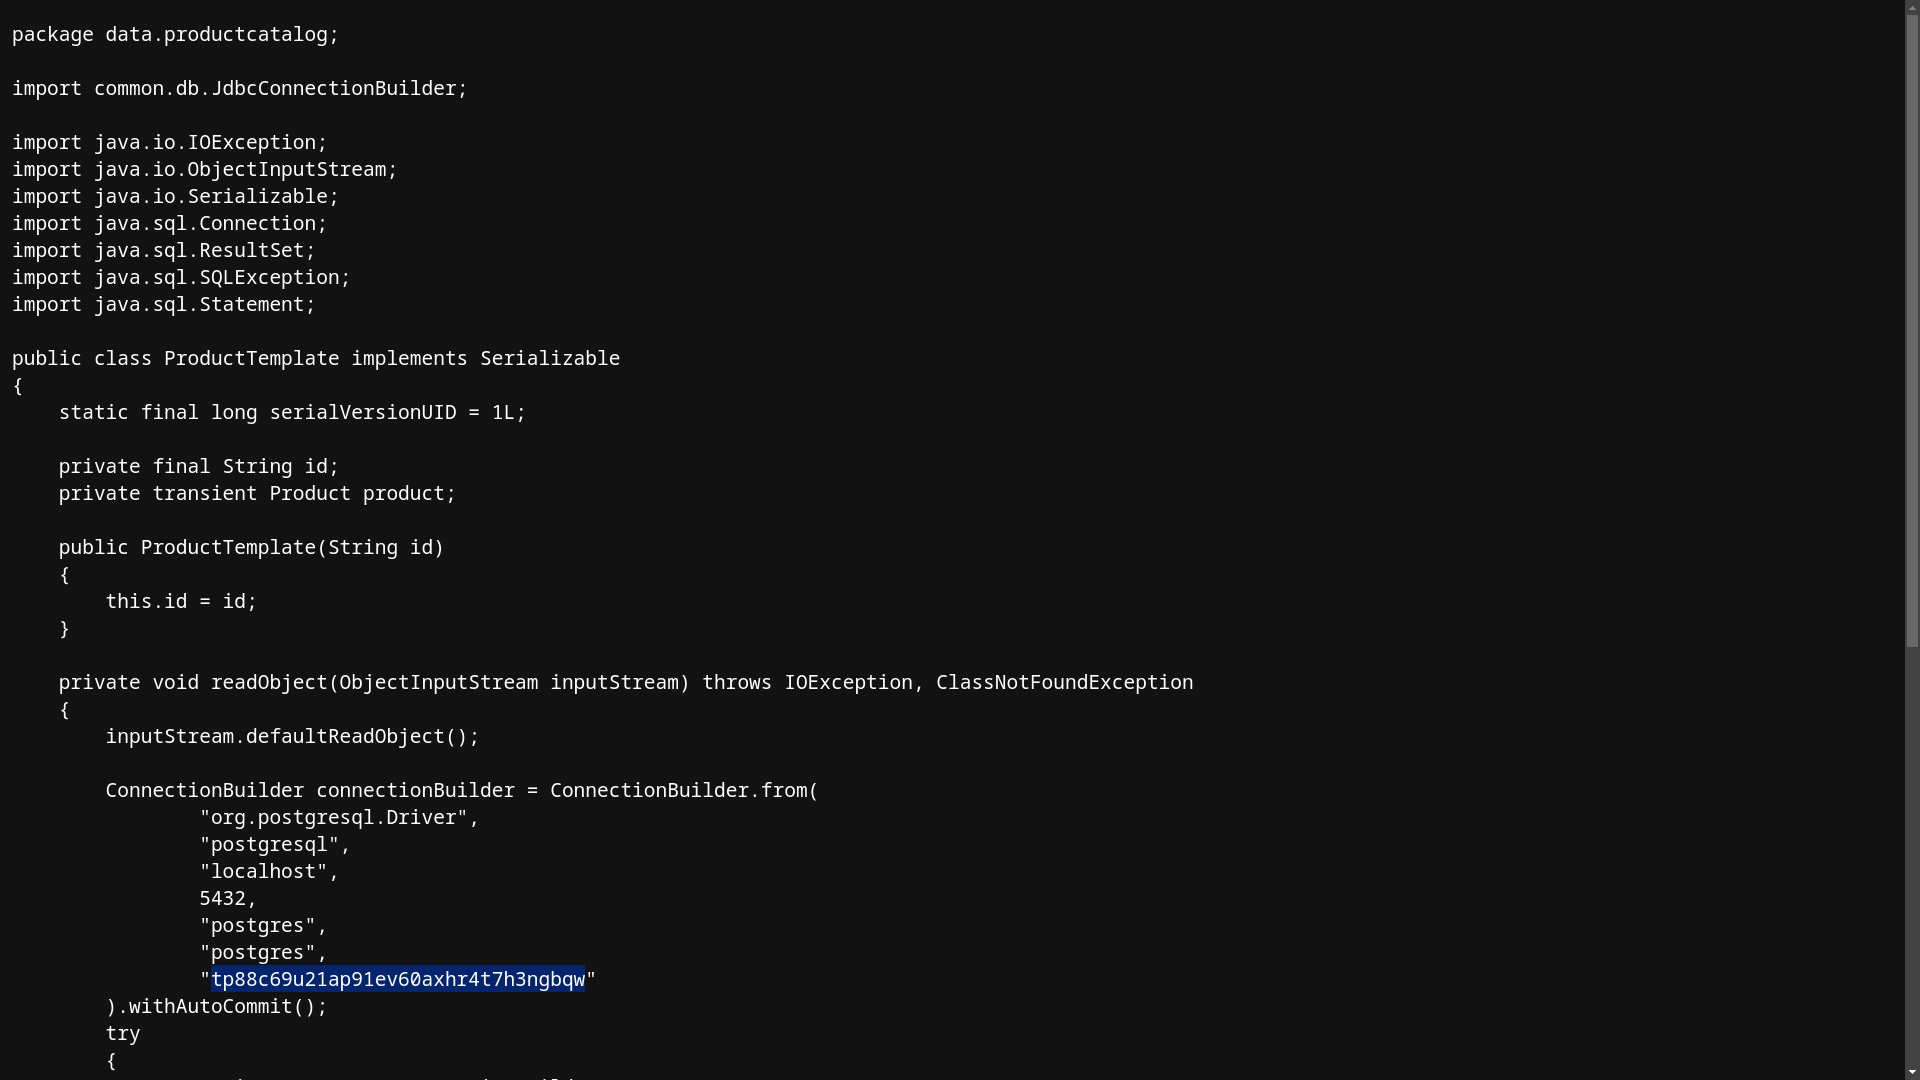 package data.productcatalog;

import common.db.JdbcConnectionBuilder;

import java.io.IOException;
import java.io.ObjectInputStream;
import java.io.Serializable;
import java.sql.Connection;
import java.sql.ResultSet;
import java.sql.SQLException;
import java.sql.Statement;

public class ProductTemplate implements Serializable
{
    static final long serialVersionUID = 1L;

    private final String id;
    private transient Product product;

    public ProductTemplate(String id)
    {
        this.id = id;
    }

    private void readObject(ObjectInputStream inputStream) throws IOException, ClassNotFoundException
    {
        inputStream.defaultReadObject();

        ConnectionBuilder connectionBuilder = ConnectionBuilder.from(
                "org.postgresql.Driver",
                "postgresql",
                "localhost",
                5432,
                "postgres",
                "postgres",
                "tp88c69u21ap91ev60axhr4t7h3ngbqw"
        ).withAutoCommit();
        try
        {